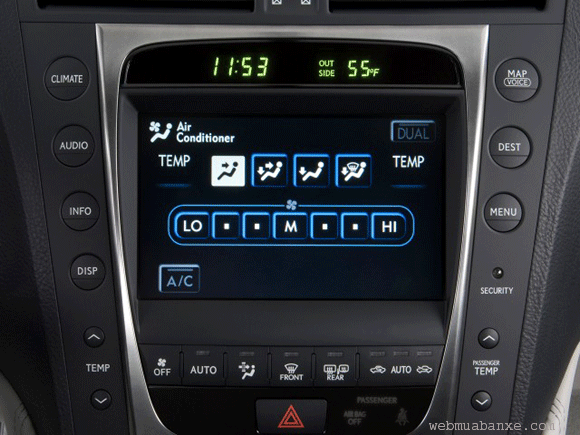 11:53
OUT SIDE 55°F
CLIMATE
MAP
VOICE
Air
Conditioner
DUAL
AUDIO
DEST
TEMP
TEMP
INFO
MENU
LO
M
HI
DISP
A/C
SECURITY
TEMP
OFF
AUTO
FRONT
REAR
AUTO
PASSENGER
TEMP
PASSENGER
AIR BAG
OFF
webmuabanxe.com